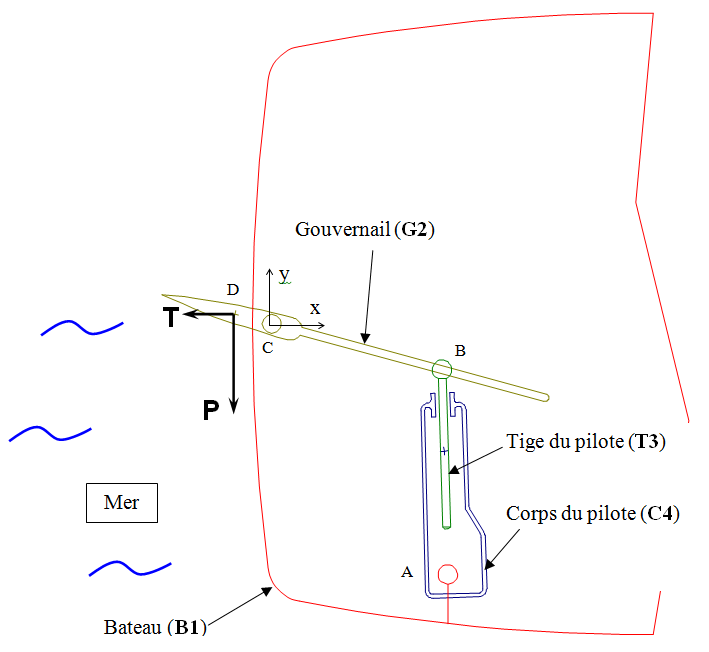 Gouvernail (G2)
y
D
x
T
C
B
P
Tige du pilote (T3)
Mer
Corps du pilote (C4)
A
Bateau (B1)